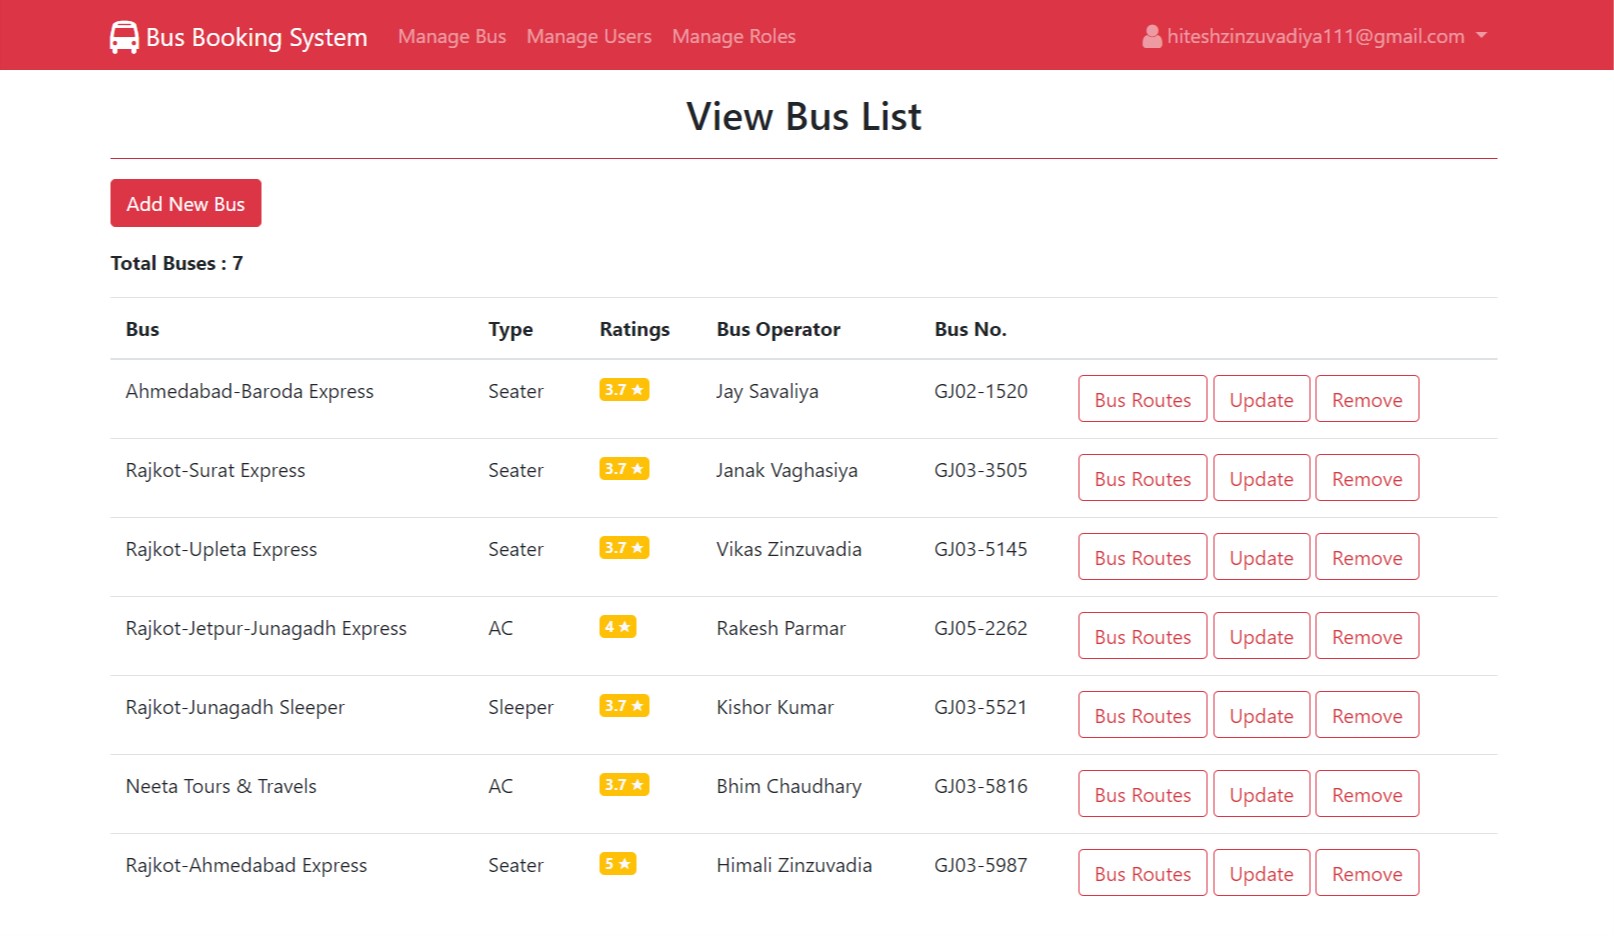 Bus Booking System Manage Bus Manage Users Manage Roles hiteshzinzuvadiya111@gmail.com
View Bus List
Add New Bus
Total Buses : 7
Bus Type Ratings Bus Operator Bus No.
Ahmedabad-Baroda Express Seater 3.7 ★ Jay Savaliya GJ02-1520 Bus Routes Update Remove
Rajkot-Surat Express Seater 3.7 ★ Janak Vaghasiya GJ03-3505 Bus Routes Update Remove
Rajkot-Upleta Express Seater 3.7 ★ Vikas Zinzuvadia GJ03-5145 Bus Routes Update Remove
Rajkot-Jetpur-Junagadh Express AC 4 ★ Rakesh Parmar GJ05-2262 Bus Routes Update Remove
Rajkot-Junagadh Sleeper Sleeper 3.7 ★ Kishor Kumar GJ03-5521 Bus Routes Update Remove
Neeta Tours & Travels AC 3.7 ★ Bhim Chaudhary GJ03-5816 Bus Routes Update Remove
Rajkot-Ahmedabad Express Seater 5 ★ Himali Zinzuvadia GJ03-5987 Bus Routes Update Remove